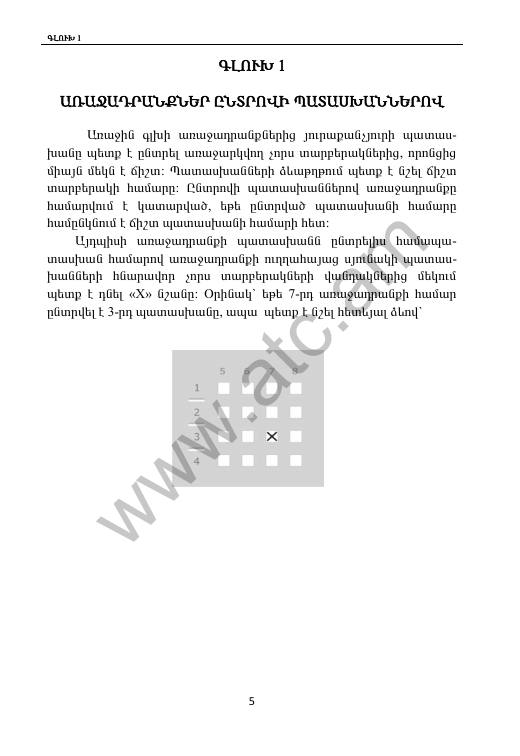 ԳԼՈՒԽ 1
ԳԼՈՒԽ 1
ԱՌԱՋԱԴՐԱՆՔՆԵՐ ԸՆՏՐՈՎԻ ՊԱՏԱՍԽԱՆՆԵՐՈՎ
Առաջին գլխի առաջադրանքներից յուրաքանչյուրի պատաս-
խանը պետք է ընտրել առաջարկվող չորս տարբերակներից, որոնցից
միայն մեկն է ճիշտ: Պատասխանների ձևաթղթում պետք է նշել ճիշտ
տարբերակի համարը: Ընտրովի պատասխաններով առաջադրանքը
համարվում է կատարված, եթե ընտրված պատասխանի համարը
համընկնում է ճիշտ պատասխանի համարի հետ:
Այդպիսի առաջադրանքի պատասխանն ընտրելիս համապա-
տասխան համարով առաջադրանքի ուղղահայաց սյունակի պատաս-
խանների հնարավոր չորս տարբերակների վանդակներից մեկում
պետք է դնել «X» նշանը: Օրինակ՝ եթե 7-րդ առաջադրանքի համար
ընտրվել է 3-րդ պատասխանը, ապա պետք է նշել հետևյալ ձևով՝
5 6 7 8
1
2
3
4
www.atc.am
5